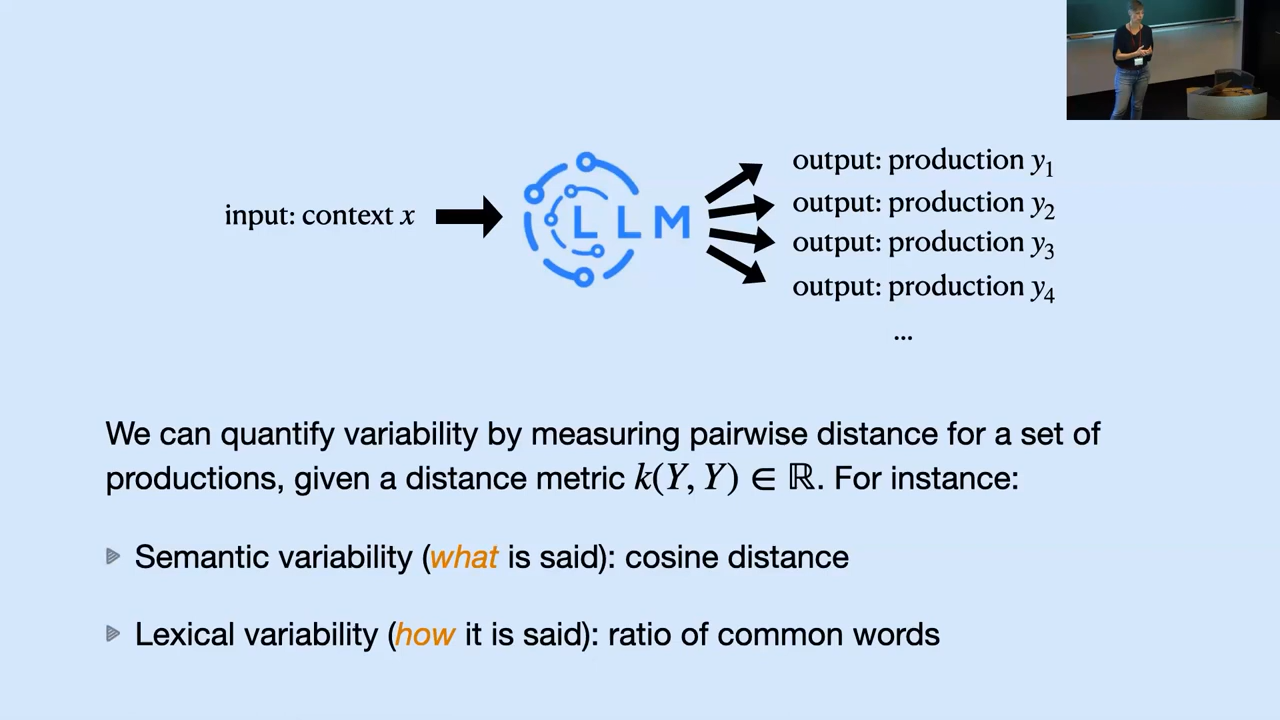 output: production y₁
output: production y₂
input: context x
LLM
output: production y₃
output: production y₄
...
We can quantify variability by measuring pairwise distance for a set of
productions, given a distance metric k(Y, Y) ∈ ℝ. For instance:
Semantic variability (what is said): cosine distance
Lexical variability (how it is said): ratio of common words